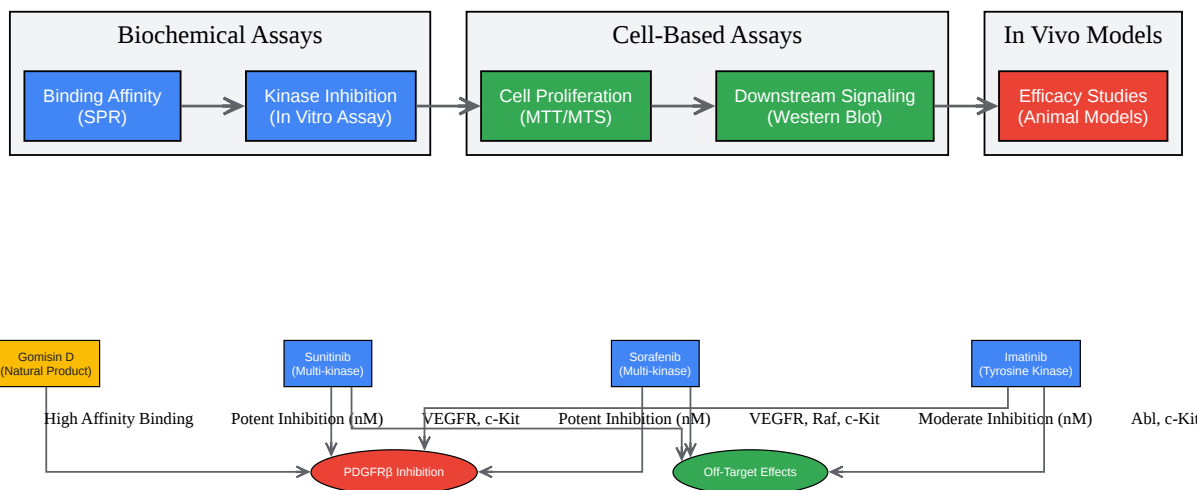 Biochemical Assays
Cell-Based Assays
In Vivo Models
Binding Affinity
(SPR)
Kinase Inhibition
(In Vitro Assay)
Cell Proliferation
(MTT/MTS)
Downstream Signaling
(Western Blot)
Efficacy Studies
(Animal Models)
Gomisin D
(Natural Product)
Sunitinib
(Multi-kinase)
Sorafenib
(Multi-kinase)
Imatinib
(Tyrosine Kinase)
High Affinity Binding
Potent Inhibition (nM)
VEGFR, c-Kit
Potent Inhibition (nM)
VEGFR, Raf, c-Kit
Moderate Inhibition (nM)
Abl, c-Kit
PDGFRβ Inhibition
Off-Target Effects